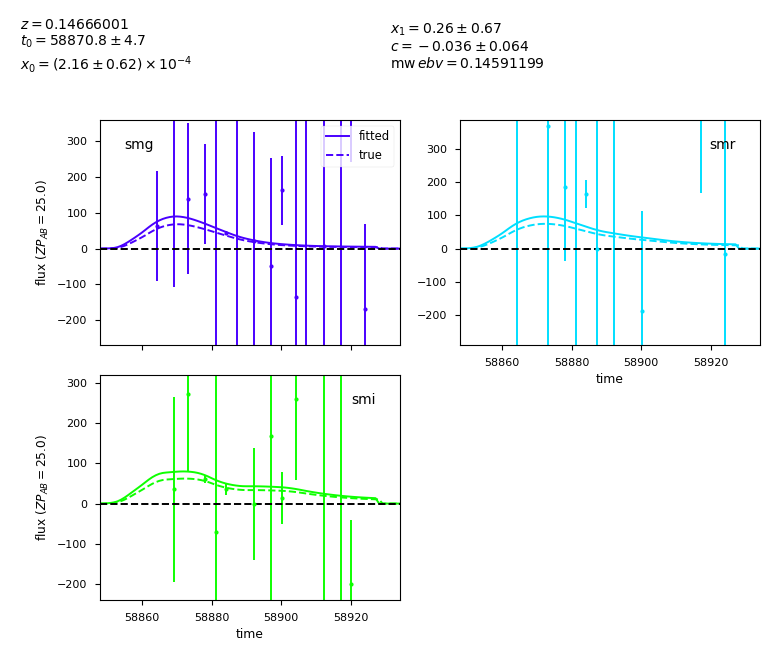 z = 0.14666001
t₀ = 58870.8 ± 4.7
x₀ = (2.16 ± 0.62) × 10⁻⁴
x₁ = 0.26 ± 0.67
c = −0.036 ± 0.064
mw ebv = 0.14591199
smg
fitted
true
300
200
100
0
−100
−200
flux (ZP_AB = 25.0)
smr
300
200
100
0
−100
−200
58860 58880 58900 58920
time
smi
300
200
100
0
−100
−200
flux (ZP_AB = 25.0)
58860 58880 58900 58920
time